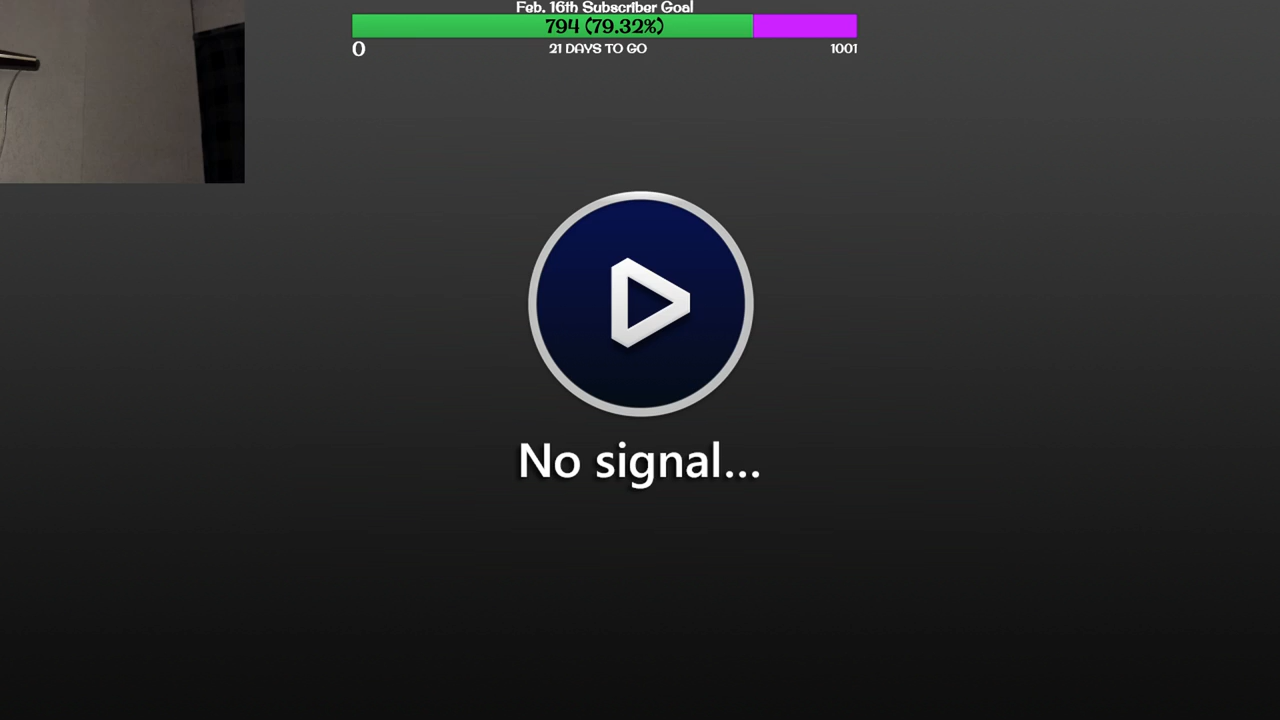 Feb. 16th Subscriber Goal
794 (79.32%)
0
21 DAYS TO GO
1001
No signal...